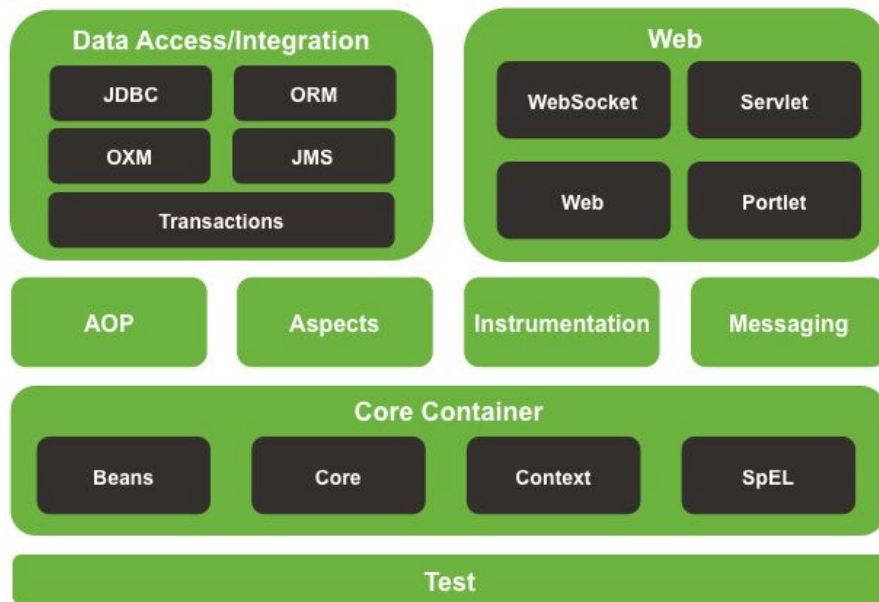 Data Access/Integration
JDBC
ORM
OXM
JMS
Transactions
Web
WebSocket
Servlet
Web
Portlet
AOP
Aspects
Instrumentation
Messaging
Core Container
Beans
Core
Context
SpEL
Test